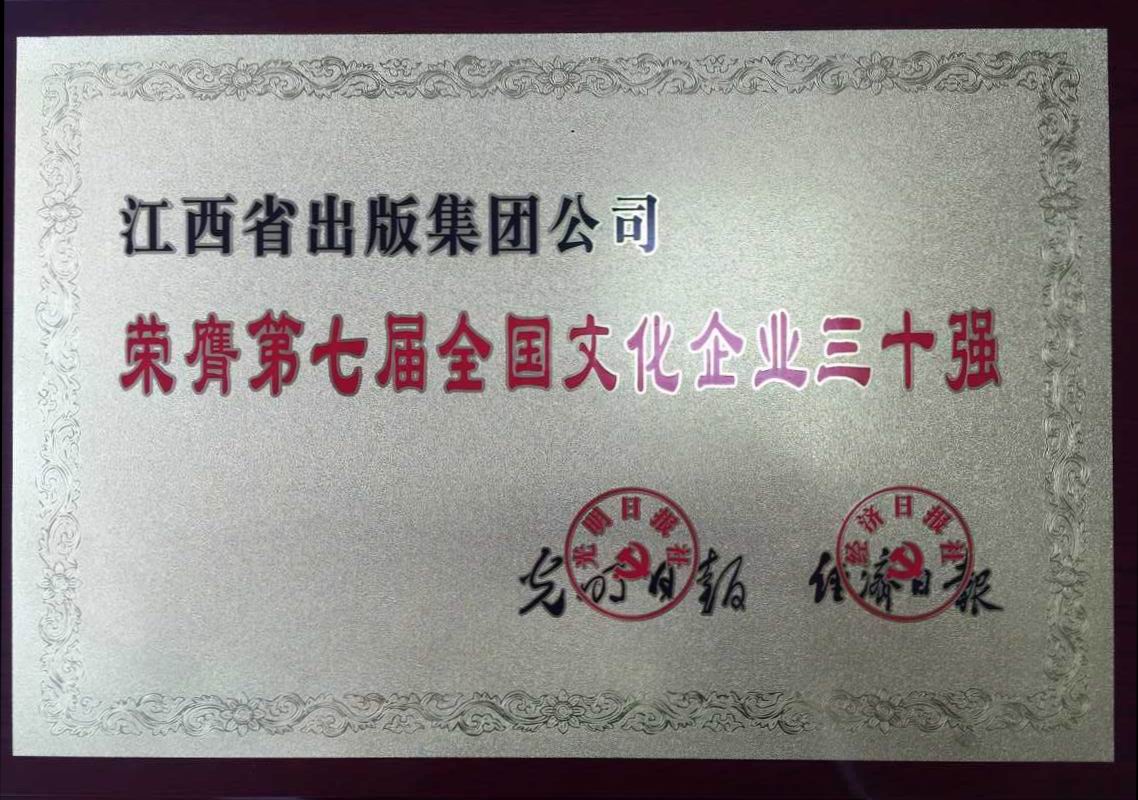 江西省出版集团公司
荣膺第七届全国文化企业三十强
光明日报社
光明日报
经济日报社
经济日报